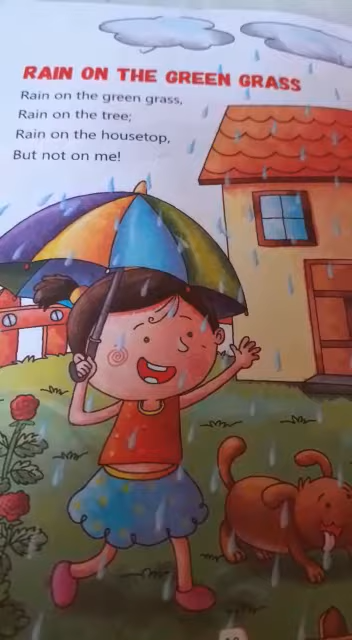 RAIN ON THE GREEN GRASS
Rain on the green grass,
Rain on the tree;
Rain on the housetop,
But not on me!